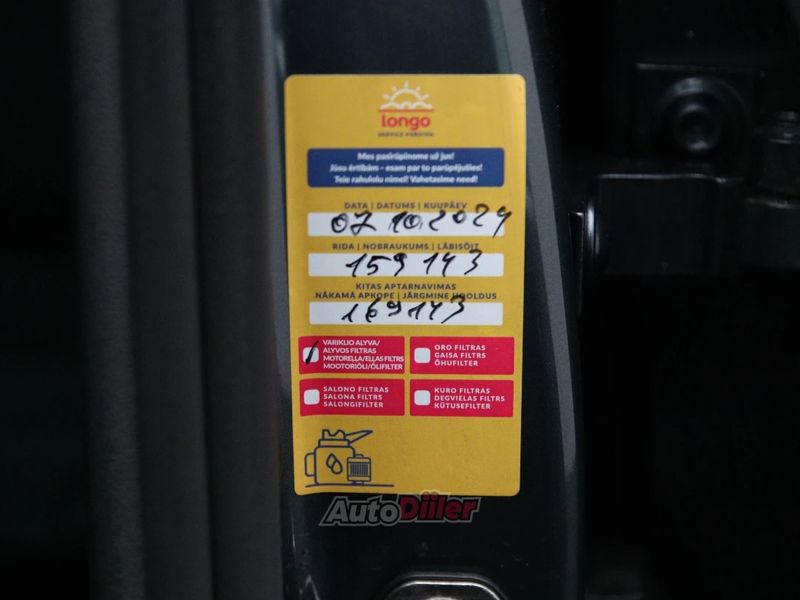 longo
SERVICE PARTNER
Mes pasirūpinome už jus!
Jūsu ērtībām - esam par to parūpējušies!
Teie rahulolu nimel! Vahetasime need!
DATA | DATUMS | KUUPÄEV
07.10.2024
RIDA | NOBRAUKUMS | LÄBISÕIT
159 143
KITAS APTARNAVIMAS
NĀKAMĀ APKOPE | JÄRGMINE HOOLDUS
169143
VARIKLIO ALYVA/
ALYVOS FILTRAS
MOTOREĻĻA/EĻĻAS FILTRS
MOOTORIÕLI/ÕLIFILTER
ORO FILTRAS
GAISA FILTRS
ÕHUFILTER
SALONO FILTRAS
SALONA FILTRS
SALONGIFILTER
KURO FILTRAS
DEGVIELAS FILTRS
KÜTUSEFILTER
AutoDiiler